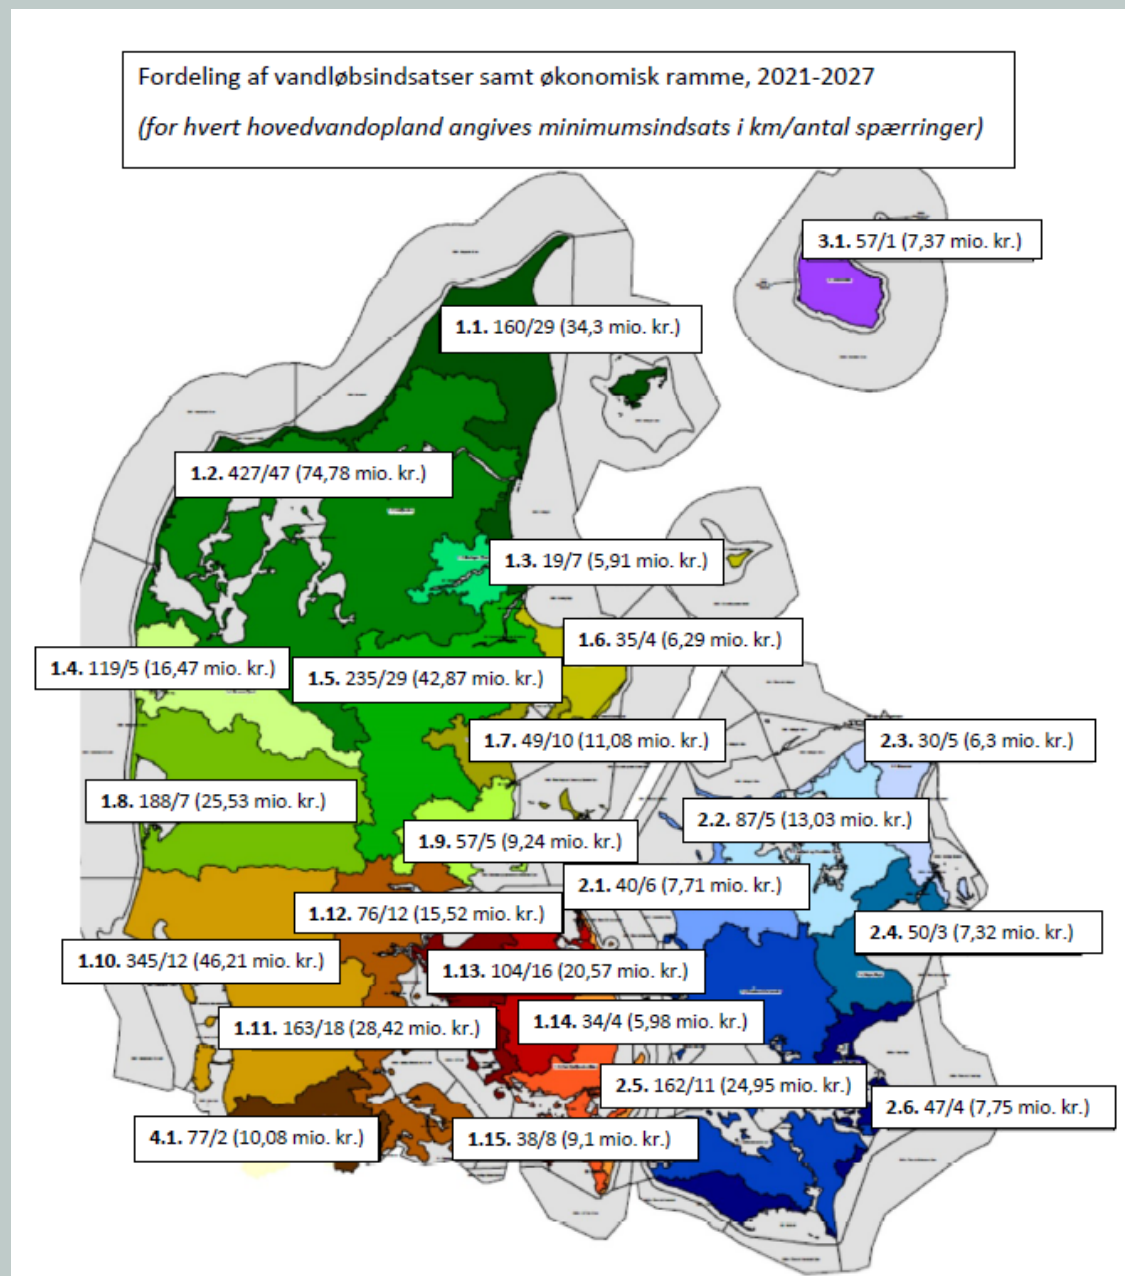 Fordeling af vandløbsindsatser samt økonomisk ramme, 2021-2027
(for hvert hovedvandopland angives minimumsindsats i km/antal spærringer)
3.1. 57/1 (7,37 mio. kr.)
1.1. 160/29 (34,3 mio. kr.)
1.2. 427/47 (74,78 mio. kr.)
1.3. 19/7 (5,91 mio. kr.)
1.6. 35/4 (6,29 mio. kr.)
1.4. 119/5 (16,47 mio. kr.)
1.5. 235/29 (42,87 mio. kr.)
1.7. 49/10 (11,08 mio. kr.)
2.3. 30/5 (6,3 mio. kr.)
1.8. 188/7 (25,53 mio. kr.)
2.2. 87/5 (13,03 mio. kr.)
1.9. 57/5 (9,24 mio. kr.)
2.1. 40/6 (7,71 mio. kr.)
1.12. 76/12 (15,52 mio. kr.)
2.4. 50/3 (7,32 mio. kr.)
1.10. 345/12 (46,21 mio. kr.)
1.13. 104/16 (20,57 mio. kr.)
1.14. 34/4 (5,98 mio. kr.)
1.11. 163/18 (28,42 mio. kr.)
2.5. 162/11 (24,95 mio. kr.)
2.6. 47/4 (7,75 mio. kr.)
4.1. 77/2 (10,08 mio. kr.)
1.15. 38/8 (9,1 mio. kr.)